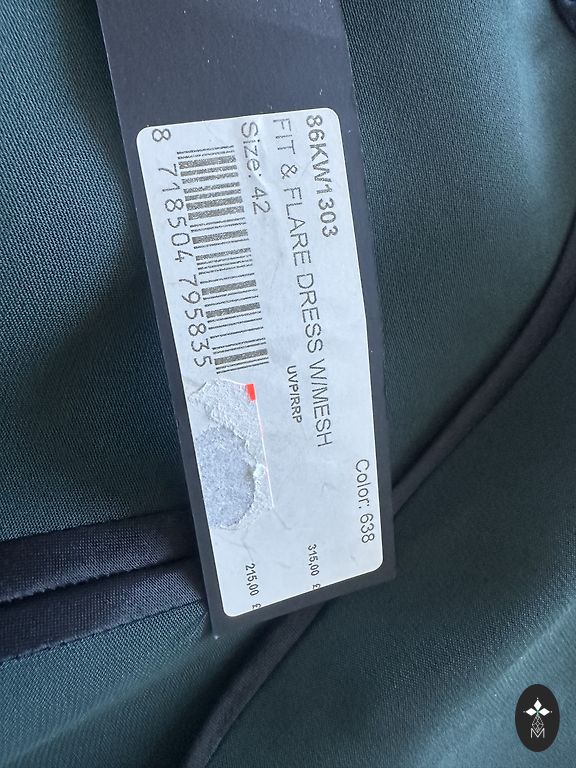 86KW1303
FIT & FLARE DRESS W/MESH
Size: 42
Color: 638
8 718504 795835
UVP/RRP
315,00
215,00 £
M